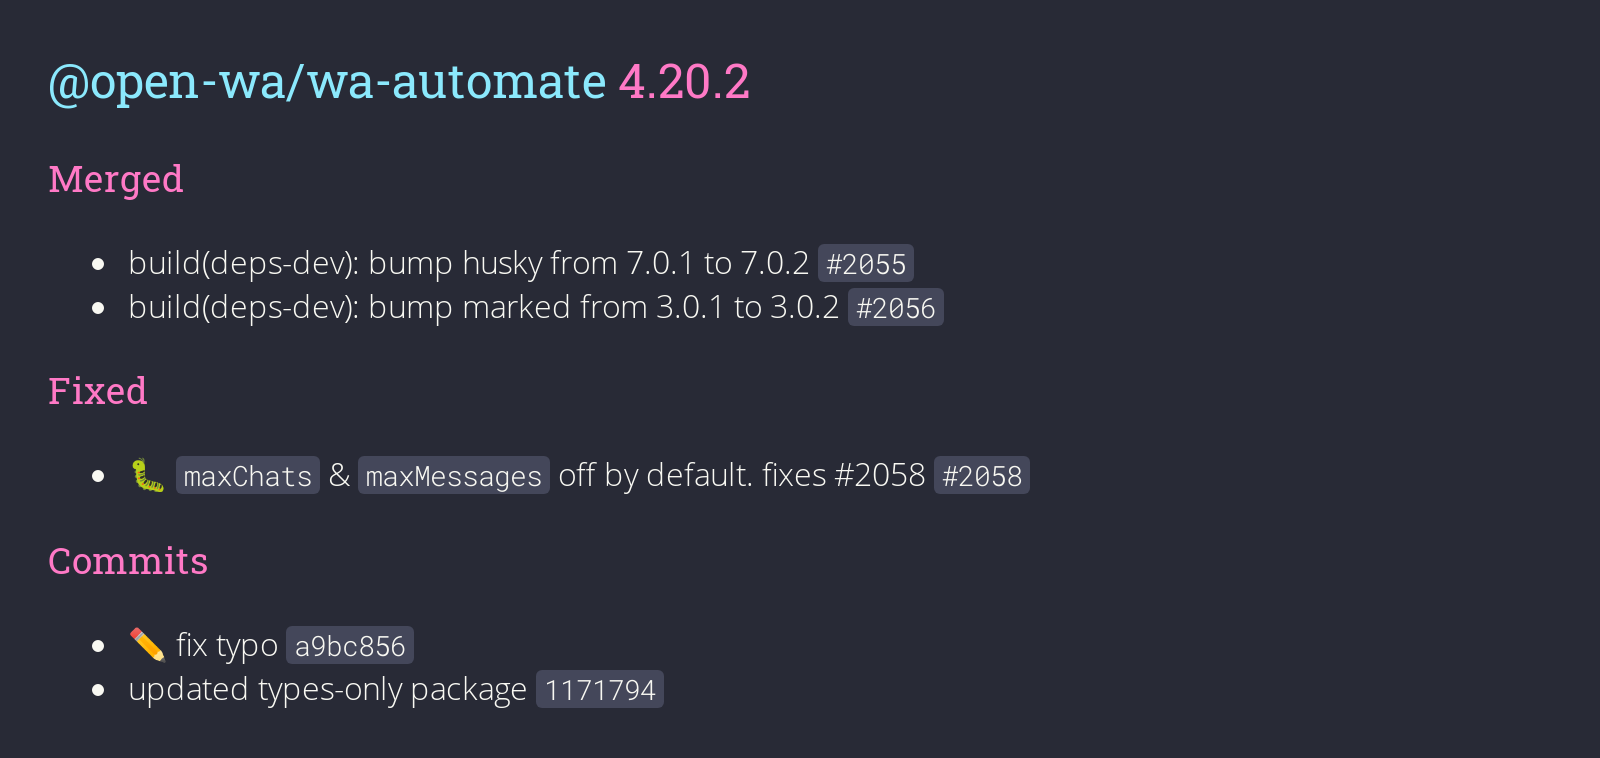 @open-wa/wa-automate 4.20.2
Merged
build(deps-dev): bump husky from 7.0.1 to 7.0.2 #2055
build(deps-dev): bump marked from 3.0.1 to 3.0.2 #2056
Fixed
🐛 maxChats & maxMessages off by default. fixes #2058 #2058
Commits
✏️ fix typo a9bc856
updated types-only package 1171794